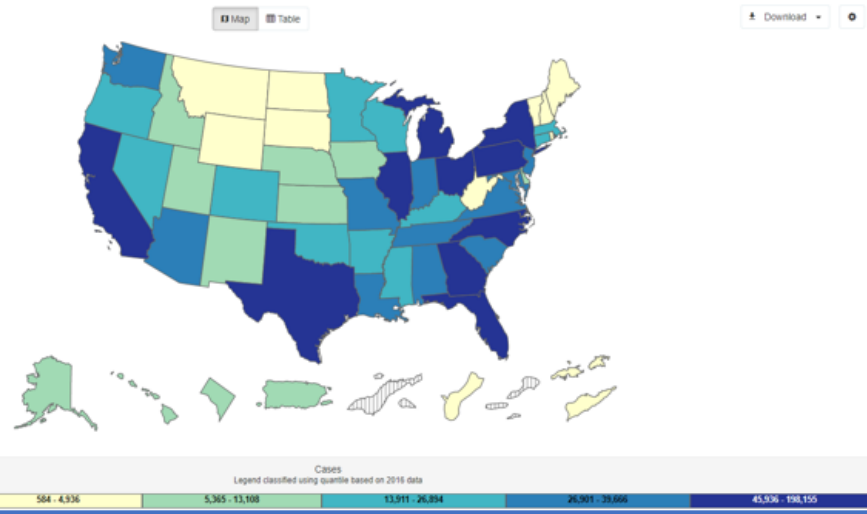 Map Table Download
Cases
Legend classified using quantile based on 2016 data
584 - 4,936 5,365 - 13,108 13,911 - 26,894 26,901 - 39,666 45,936 - 198,155